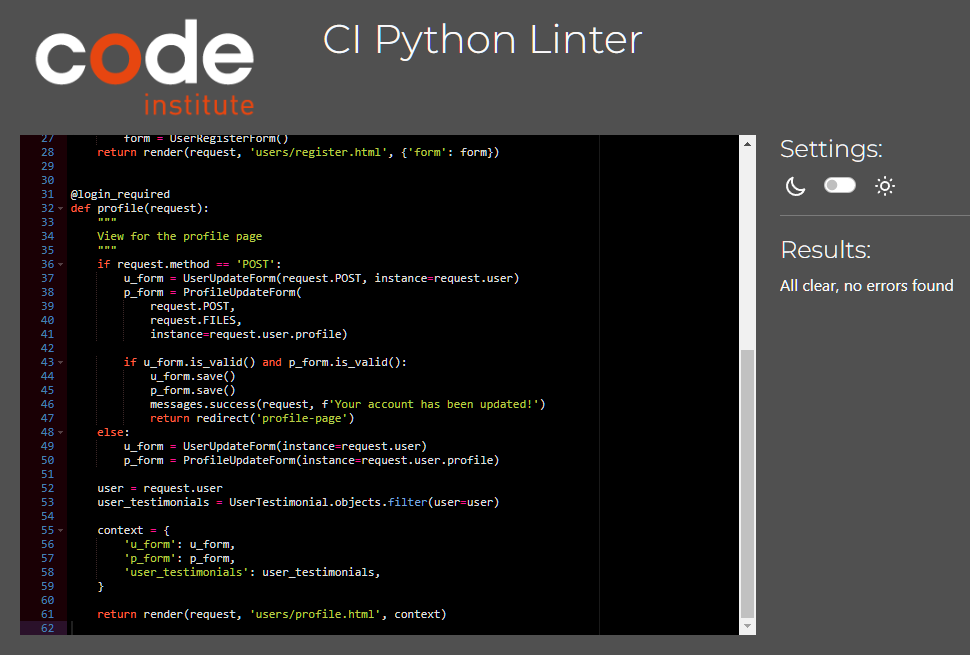 code
institute
CI Python Linter
27 form = UserRegisterForm()
28 return render(request, 'users/register.html', {'form': form})
29
30
31 @login_required
32 def profile(request):
33 """
34 View for the profile page
35 """
36 if request.method == 'POST':
37 u_form = UserUpdateForm(request.POST, instance=request.user)
38 p_form = ProfileUpdateForm(
39 request.POST,
40 request.FILES,
41 instance=request.user.profile)
42
43 if u_form.is_valid() and p_form.is_valid():
44 u_form.save()
45 p_form.save()
46 messages.success(request, f'Your account has been updated!')
47 return redirect('profile-page')
48 else:
49 u_form = UserUpdateForm(instance=request.user)
50 p_form = ProfileUpdateForm(instance=request.user.profile)
51
52 user = request.user
53 user_testimonials = UserTestimonial.objects.filter(user=user)
54
55 context = {
56 'u_form': u_form,
57 'p_form': p_form,
58 'user_testimonials': user_testimonials,
59 }
60
61 return render(request, 'users/profile.html', context)
62
Settings:
Results:
All clear, no errors found